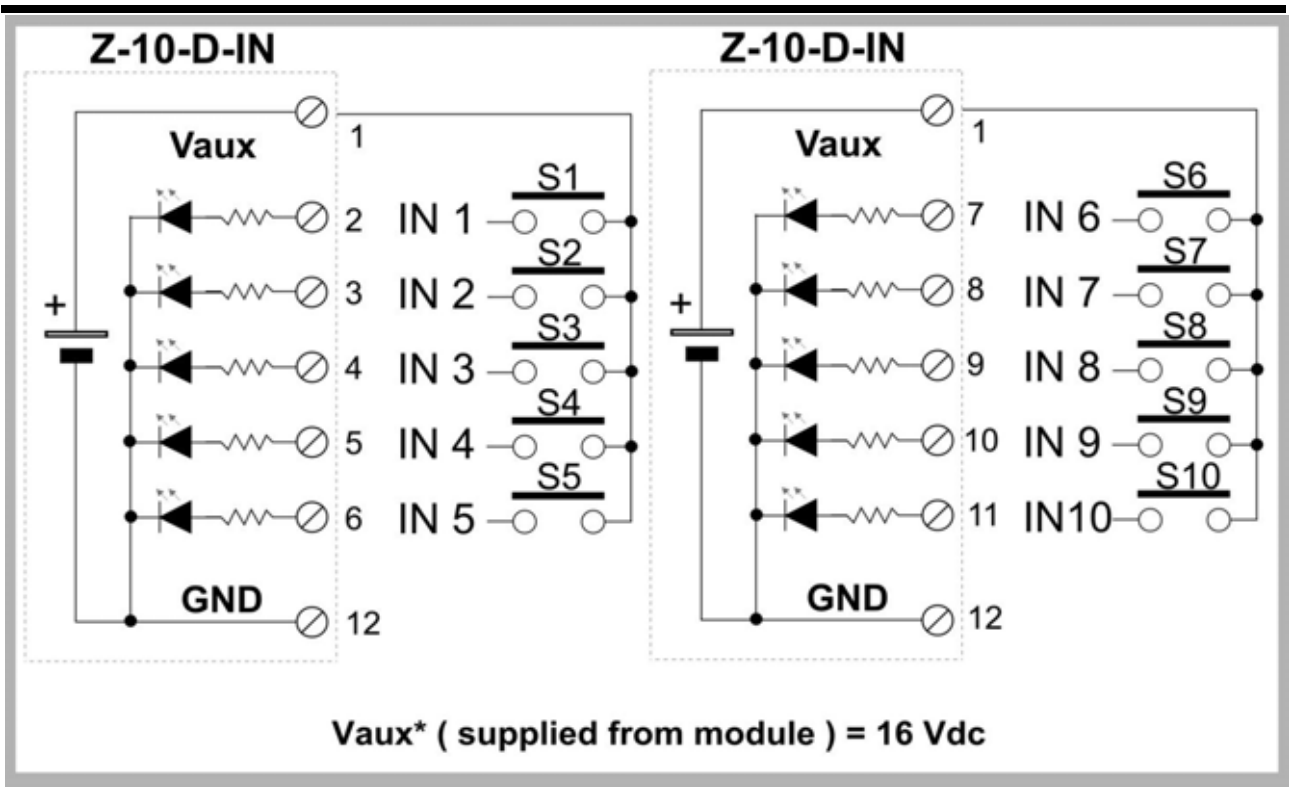 Z-10-D-IN
Vaux
1
S1
2 IN 1
S2
3 IN 2
+
S3
4 IN 3
S4
5 IN 4
S5
6 IN 5
GND
12
Z-10-D-IN
Vaux
1
S6
7 IN 6
S7
8 IN 7
+
S8
9 IN 8
S9
10 IN 9
S10
11 IN10
GND
12
Vaux* ( supplied from module ) = 16 Vdc